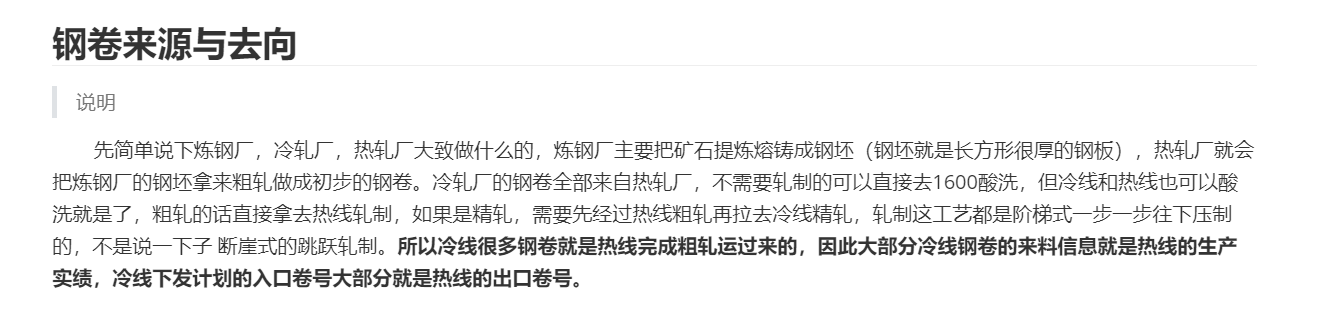 钢卷来源与去向
说明
先简单说下炼钢厂，冷轧厂，热轧厂大致做什么的，炼钢厂主要把矿石提炼熔铸成钢坯（钢坯就是长方形很厚的钢板），热轧厂就会
把炼钢厂的钢坯拿来粗轧做成初步的钢卷。冷轧厂的钢卷全部来自热轧厂，不需要轧制的可以直接去1600酸洗，但冷线和热线也可以酸
洗就是了，粗轧的话直接拿去热线轧制，如果是精轧，需要先经过热线粗轧再拉去冷线精轧，轧制这工艺都是阶梯式一步一步往下压制
的，不是说一下子 断崖式的跳跃轧制。所以冷线很多钢卷就是热线完成粗轧运过来的，因此大部分冷线钢卷的来料信息就是热线的生产
实绩，冷线下发计划的入口卷号大部分就是热线的出口卷号。